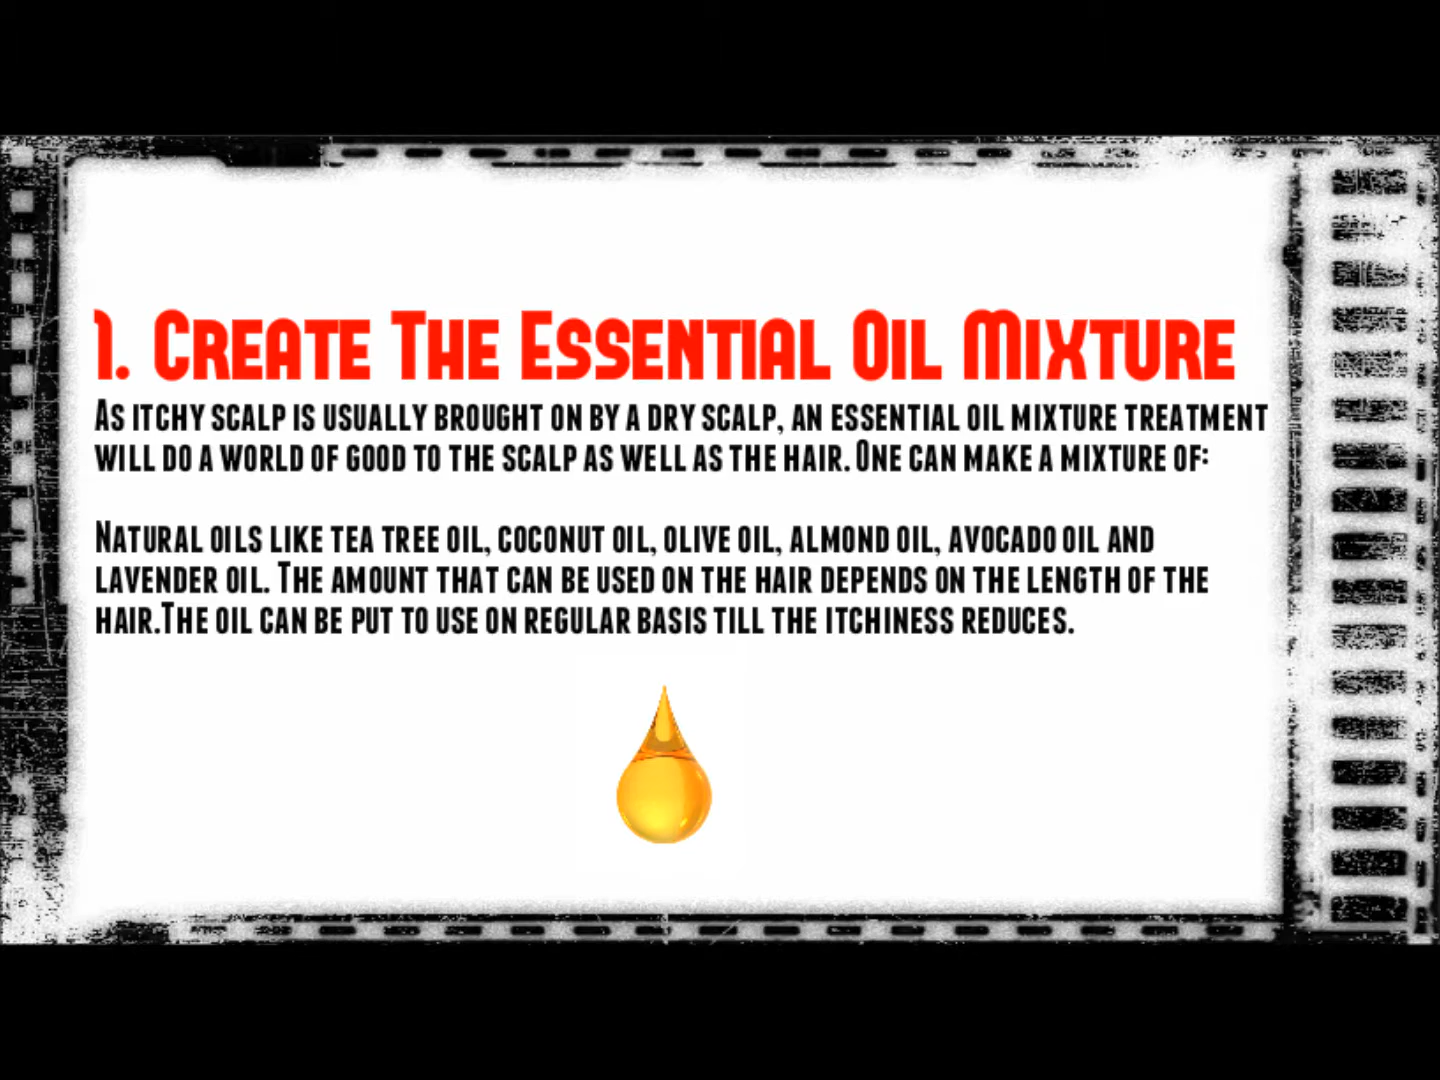 1. Create The Essential Oil Mixture
As itchy scalp is usually brought on by a dry scalp, an essential oil mixture treatment
will do a world of good to the scalp as well as the hair. One can make a mixture of:
Natural oils like tea tree oil, coconut oil, olive oil, almond oil, avocado oil and
lavender oil. The amount that can be used on the hair depends on the length of the
hair.The oil can be put to use on regular basis till the itchiness reduces.